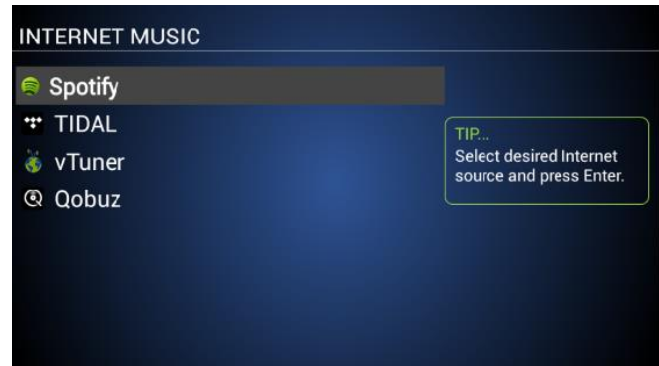 INTERNET MUSIC
Spotify
TIDAL
vTuner
Qobuz
TIP...
Select desired Internet
source and press Enter.